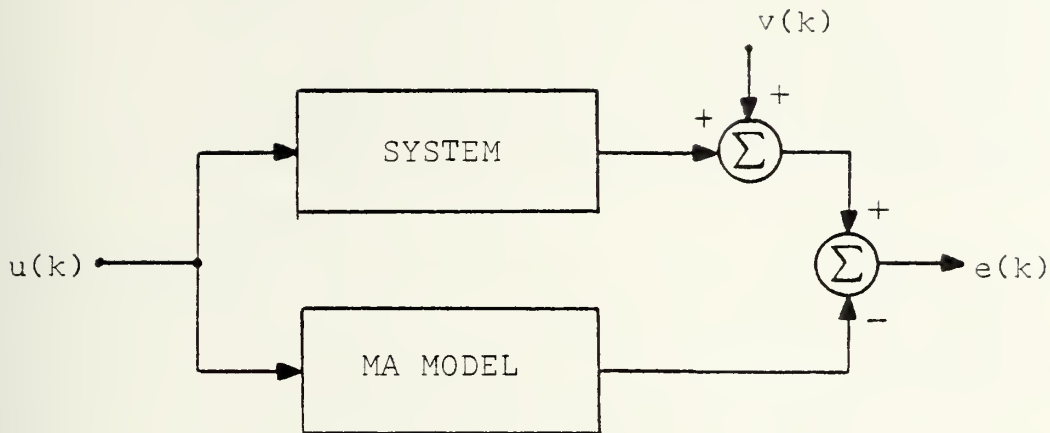 v(k)
+
+
SYSTEM
Σ
+
u(k)
Σ
e(k)
−
MA MODEL